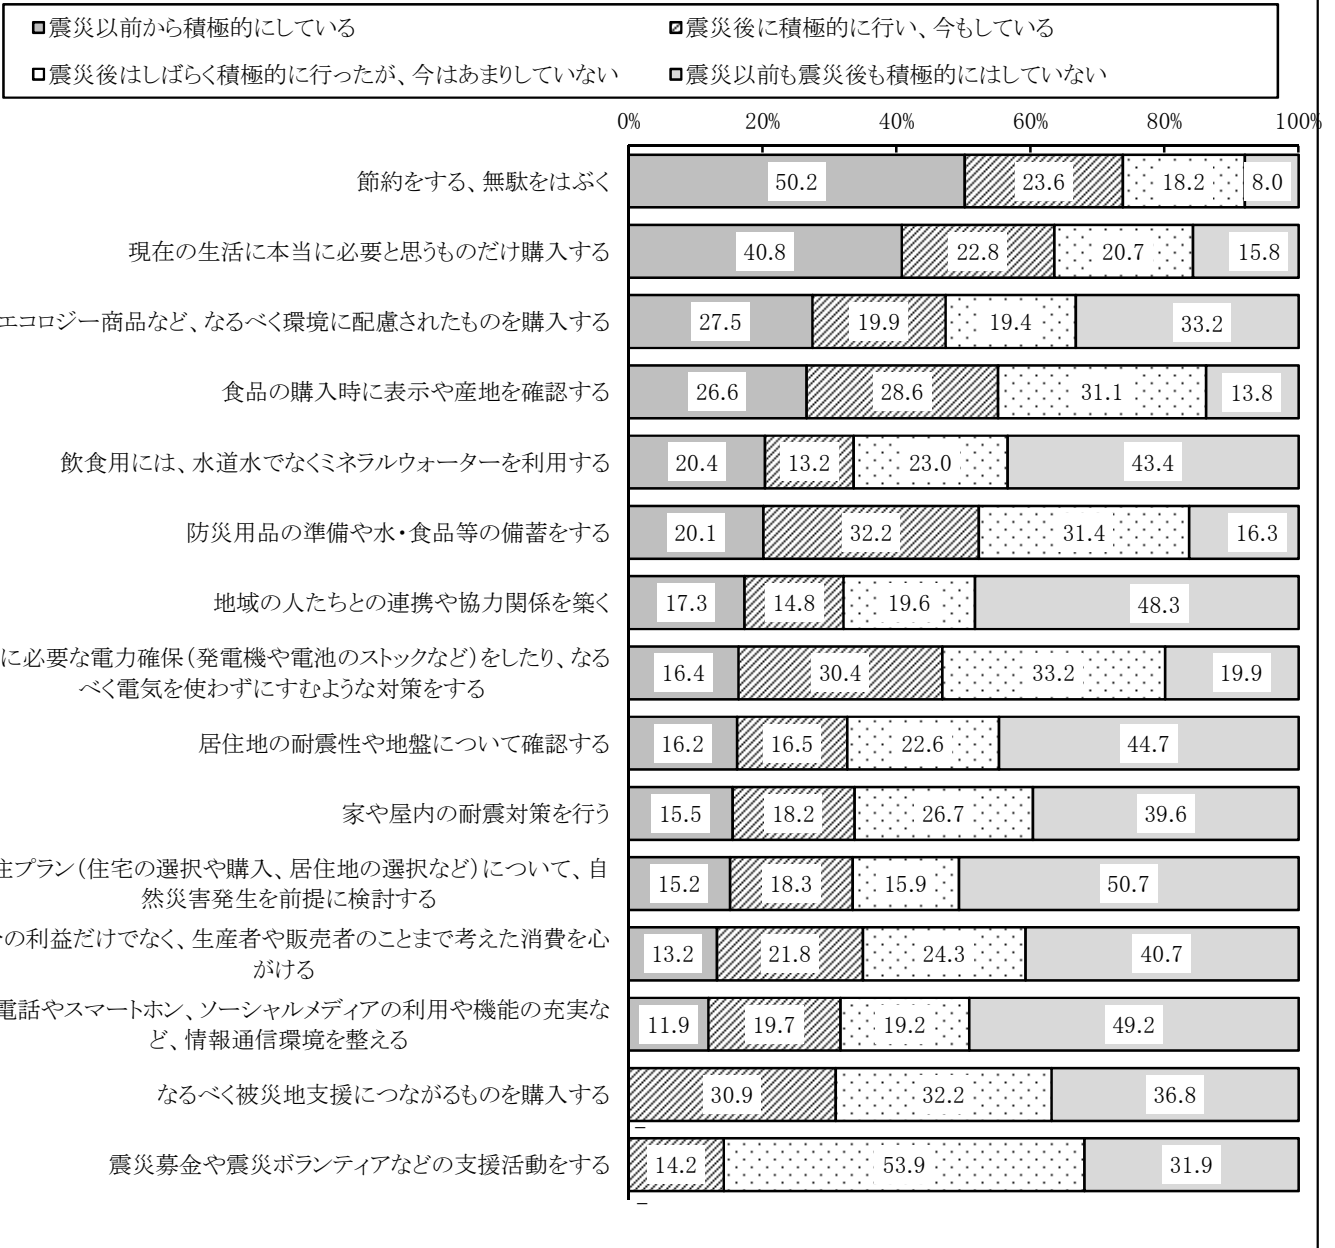 震災以前から積極的にしている
震災後に積極的に行い、今もしている
震災後はしばらく積極的に行ったが、今はあまりしていない
震災以前も震災後も積極的にはしていない
0% 20% 40% 60% 80% 100%
節約をする、無駄をはぶく 50.2 23.6 18.2 8.0
現在の生活に本当に必要と思うものだけ購入する 40.8 22.8 20.7 15.8
エコロジー商品など、なるべく環境に配慮されたものを購入する 27.5 19.9 19.4 33.2
食品の購入時に表示や産地を確認する 26.6 28.6 31.1 13.8
飲食用には、水道水でなくミネラルウォーターを利用する 20.4 13.2 23.0 43.4
防災用品の準備や水・食品等の備蓄をする 20.1 32.2 31.4 16.3
地域の人たちとの連携や協力関係を築く 17.3 14.8 19.6 48.3
に必要な電力確保(発電機や電池のストックなど)をしたり、なる
べく電気を使わずにすむような対策をする 16.4 30.4 33.2 19.9
居住地の耐震性や地盤について確認する 16.2 16.5 22.6 44.7
家や屋内の耐震対策を行う 15.5 18.2 26.7 39.6
住プラン(住宅の選択や購入、居住地の選択など)について、自
然災害発生を前提に検討する 15.2 18.3 15.9 50.7
の利益だけでなく、生産者や販売者のことまで考えた消費を心
がける 13.2 21.8 24.3 40.7
電話やスマートホン、ソーシャルメディアの利用や機能の充実な
ど、情報通信環境を整える 11.9 19.7 19.2 49.2
なるべく被災地支援につながるものを購入する 30.9 32.2 36.8
–
震災募金や震災ボランティアなどの支援活動をする 14.2 53.9 31.9
–